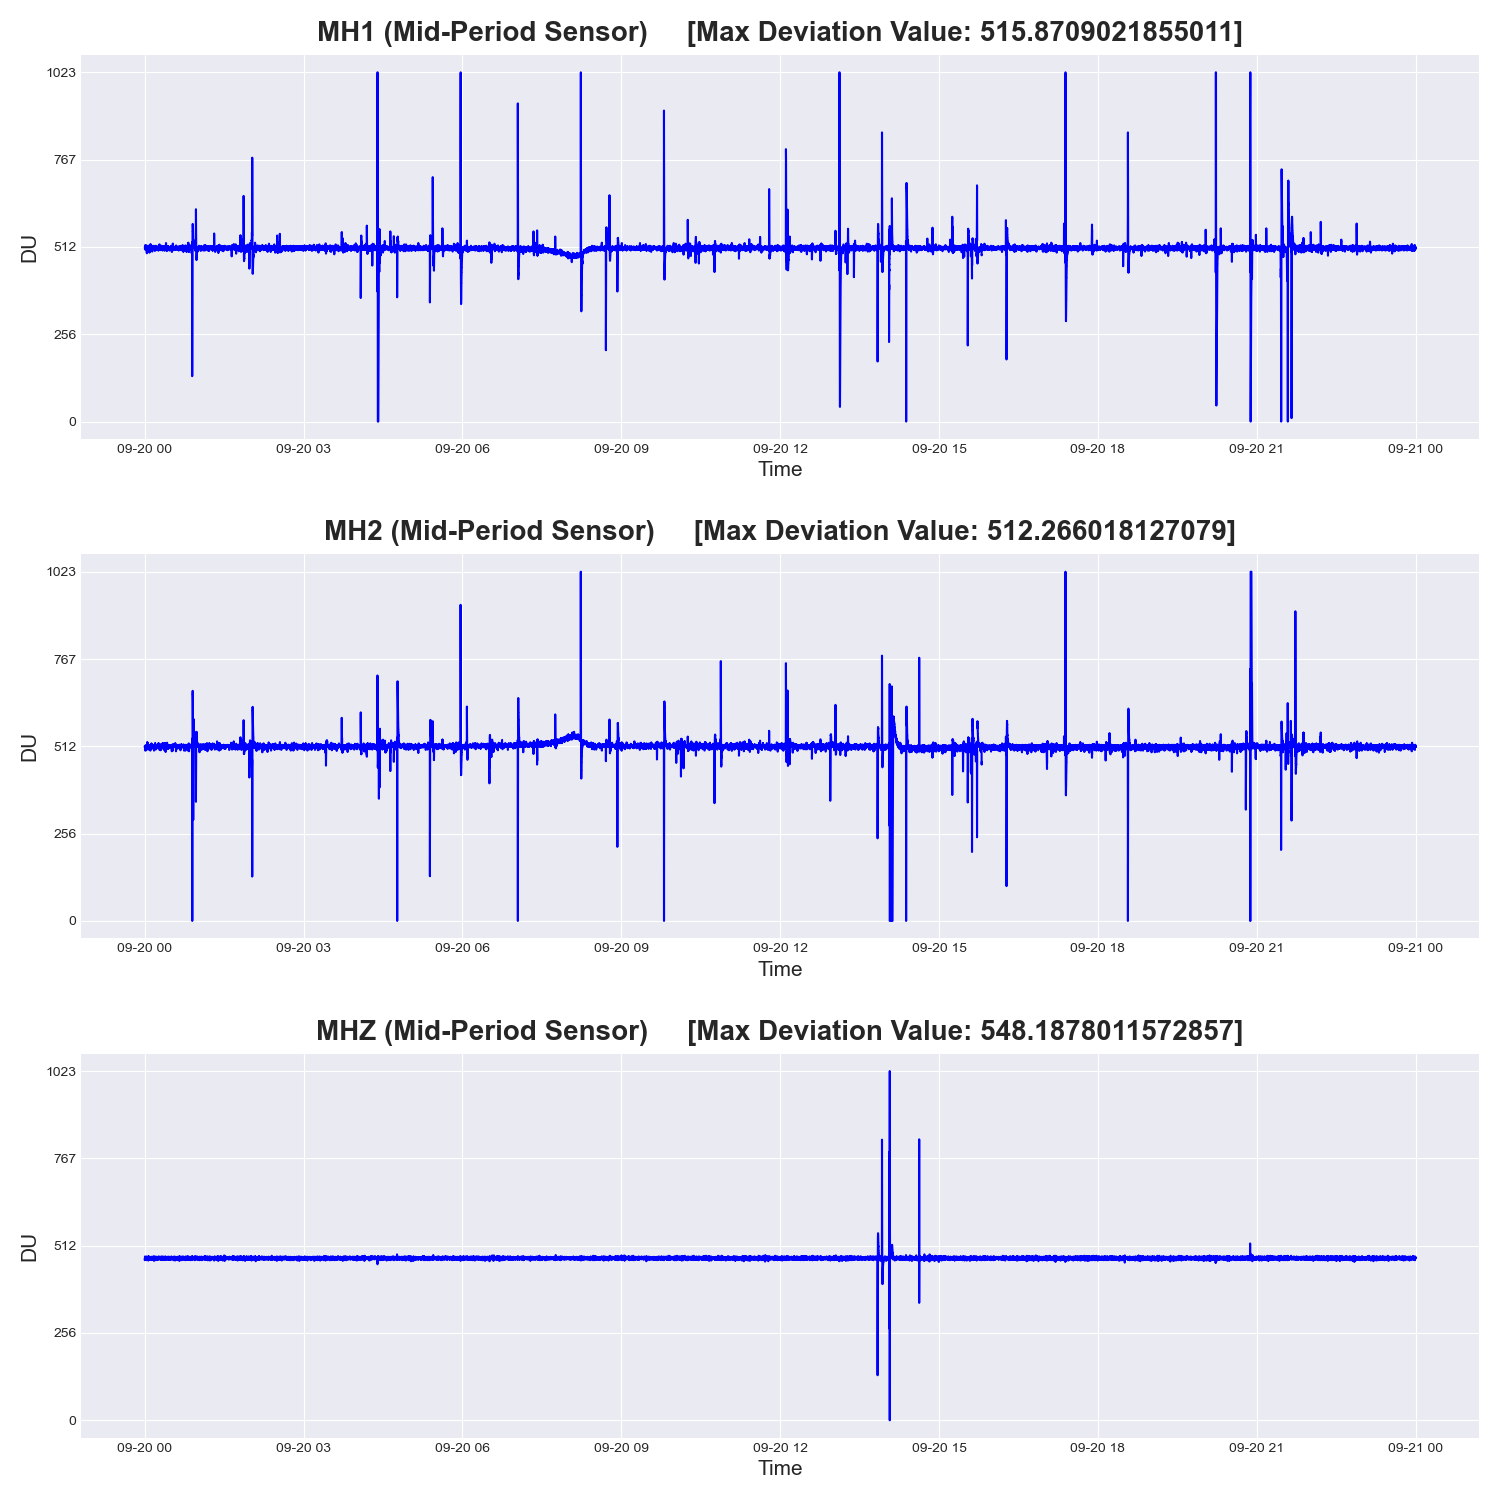 MH1 (Mid-Period Sensor) [Max Deviation Value: 515.8709021855011]
1023
767
512
256
0
DU
09-20 00 09-20 03 09-20 06 09-20 09 09-20 12 09-20 15 09-20 18 09-20 21 09-21 00
Time
MH2 (Mid-Period Sensor) [Max Deviation Value: 512.266018127079]
1023
767
512
256
0
DU
09-20 00 09-20 03 09-20 06 09-20 09 09-20 12 09-20 15 09-20 18 09-20 21 09-21 00
Time
MHZ (Mid-Period Sensor) [Max Deviation Value: 548.1878011572857]
1023
767
512
256
0
DU
09-20 00 09-20 03 09-20 06 09-20 09 09-20 12 09-20 15 09-20 18 09-20 21 09-21 00
Time